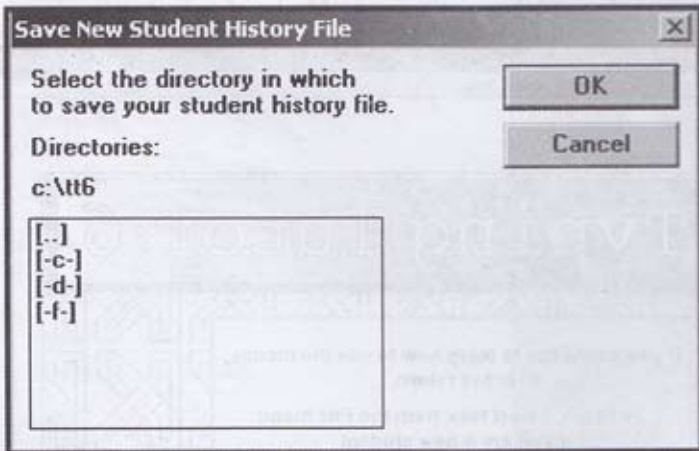 Save New Student History File
Select the directory in which
to save your student history file.
OK
Cancel
Directories:
c:\tt6
[..]
[-c-]
[-d-]
[-f-]